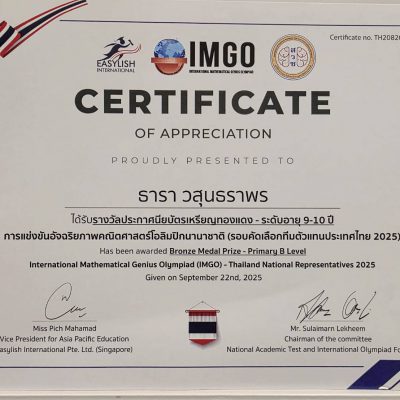 Certificate no. TH20820
EASYLISH
INTERNATIONAL
IMGO
INTERNATIONAL MATHEMATICAL GENIUS OLYMPIAD
CERTIFICATE
OF APPRECIATION
PROUDLY PRESENTED TO
ธารา วสุนธราพร
ได้รับรางวัลประกาศนียบัตรเหรียญทองแดง - ระดับอายุ 9-10 ปี
การแข่งขันอัจฉริยภาพคณิตศาสตร์โอลิมปิกนานาชาติ (รอบคัดเลือกทีมตัวแทนประเทศไทย 2025)
Has been awarded Bronze Medal Prize - Primary B Level
International Mathematical Genius Olympiad (IMGO) - Thailand National Representatives 2025
Given on September 22nd, 2025
Miss Pich Mahamad
Vice President for Asia Pacific Education
Easylish International Pte. Ltd. (Singapore)
Mr. Sulaimarn Lekheem
Chairman of the committee
National Academic Test and International Olympiad Fo